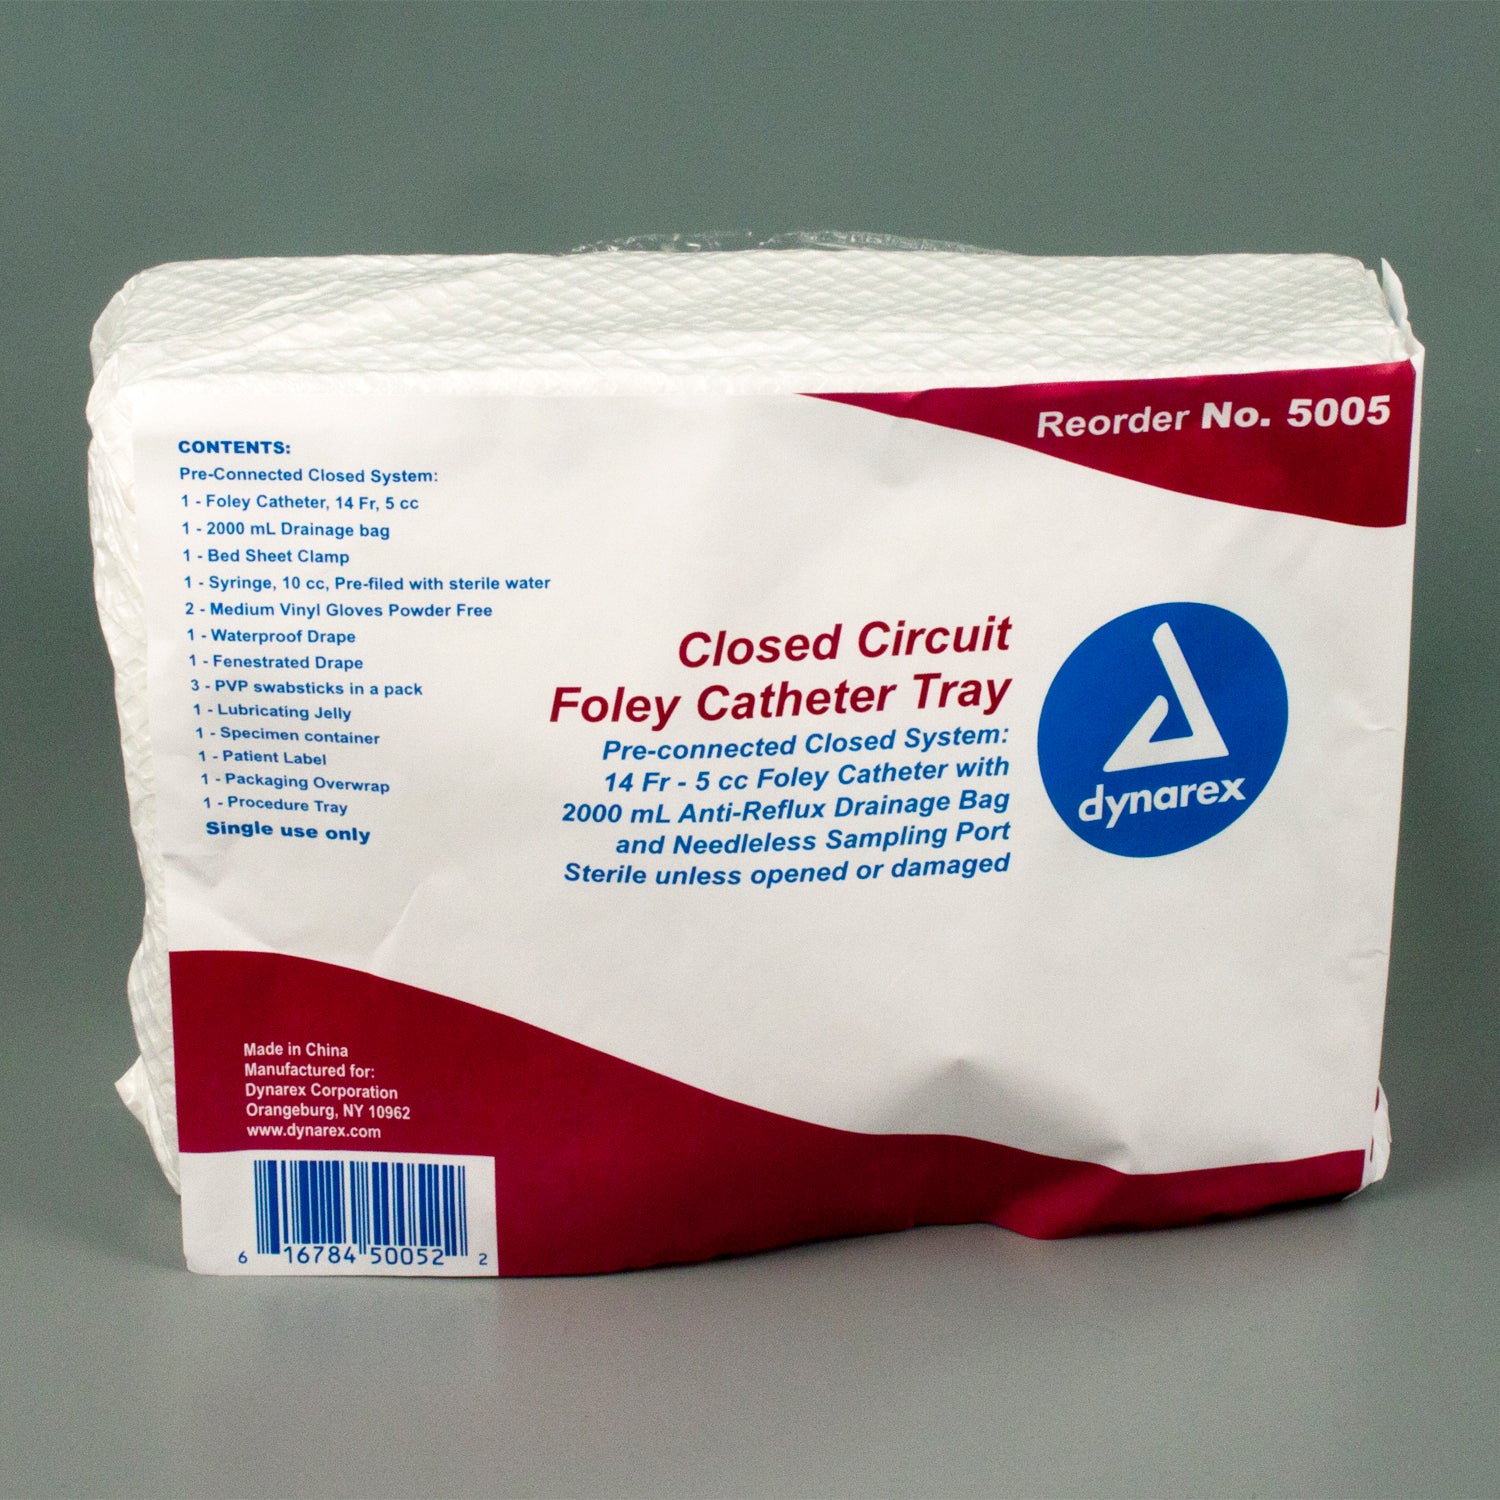 Reorder No. 5005
CONTENTS:
Pre-Connected Closed System:
1 - Foley Catheter, 14 Fr, 5 cc
1 - 2000 mL Drainage bag
1 - Bed Sheet Clamp
1 - Syringe, 10 cc, Pre-filed with sterile water
2 - Medium Vinyl Gloves Powder Free
1 - Waterproof Drape
1 - Fenestrated Drape
3 - PVP swabsticks in a pack
1 - Lubricating Jelly
1 - Specimen container
1 - Patient Label
1 - Packaging Overwrap
1 - Procedure Tray
Single use only
Closed Circuit
Foley Catheter Tray
Pre-connected Closed System:
14 Fr - 5 cc Foley Catheter with
2000 mL Anti-Reflux Drainage Bag
and Needleless Sampling Port
Sterile unless opened or damaged
dynarex
Made in China
Manufactured for:
Dynarex Corporation
Orangeburg, NY 10962
www.dynarex.com
6 16784 50052 2